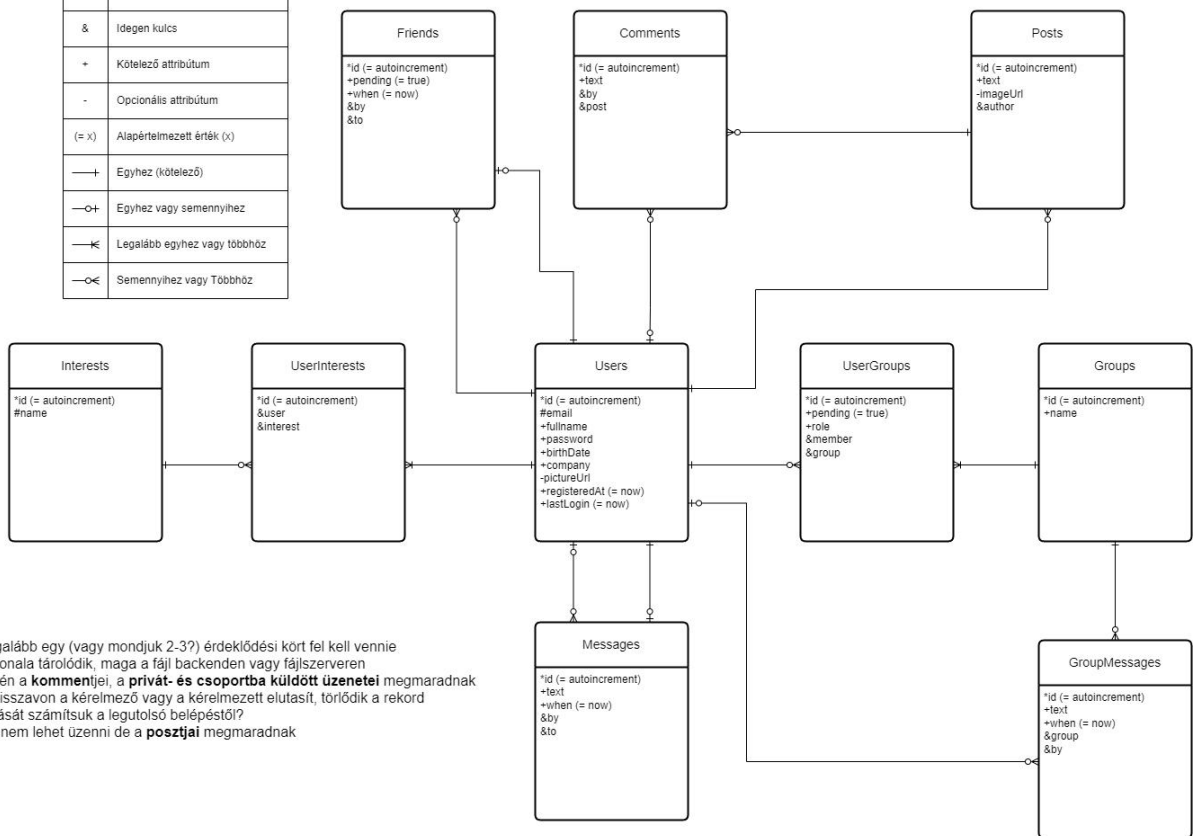 & Idegen kulcs
+ Kötelező attribútum
- Opcionális attribútum
(= x) Alapértelmezett érték (x)
Egyhez (kötelező)
Egyhez vagy semennyihez
Legalább egyhez vagy többhöz
Semennyihez vagy Többhöz
Friends
*id (= autoincrement)
+pending (= true)
+when (= now)
&by
&to
Comments
*id (= autoincrement)
+text
&by
&post
Posts
*id (= autoincrement)
+text
-imageUrl
&author
Interests
*id (= autoincrement)
#name
UserInterests
*id (= autoincrement)
&user
&interest
Users
*id (= autoincrement)
#email
+fullname
+password
+birthDate
+company
-pictureUrl
+registeredAt (= now)
+lastLogin (= now)
UserGroups
*id (= autoincrement)
+pending (= true)
+role
&member
&group
Groups
*id (= autoincrement)
+name
galább egy (vagy mondjuk 2-3?) érdeklődési kört fel kell vennie
onala tárolódik, maga a fájl backenden vagy fájlszerveren
én a kommentjei, a privát- és csoportba küldött üzenetei megmaradnak
isszavon a kérelmező vagy a kérelmezett elutasít, törlődik a rekord
ását számítsuk a legutolsó belépéstől?
nem lehet üzenni de a posztjai megmaradnak
Messages
*id (= autoincrement)
+text
+when (= now)
&by
&to
GroupMessages
*id (= autoincrement)
+text
+when (= now)
&group
&by